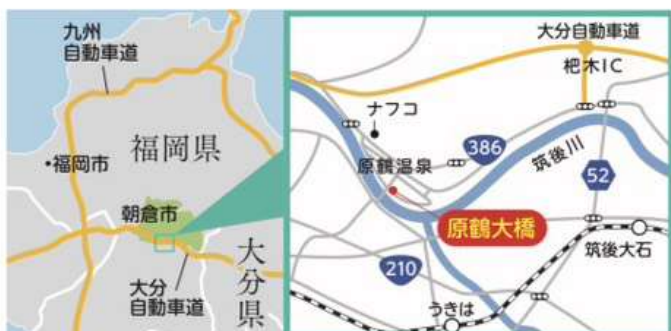 九州
自動車道
福岡県
・福岡市
朝倉市
大分
自動車道
大分県
大分自動車道
杷木IC
ナフコ
386
原鶴温泉
筑後川
52
原鶴大橋
筑後大石
210
うきは